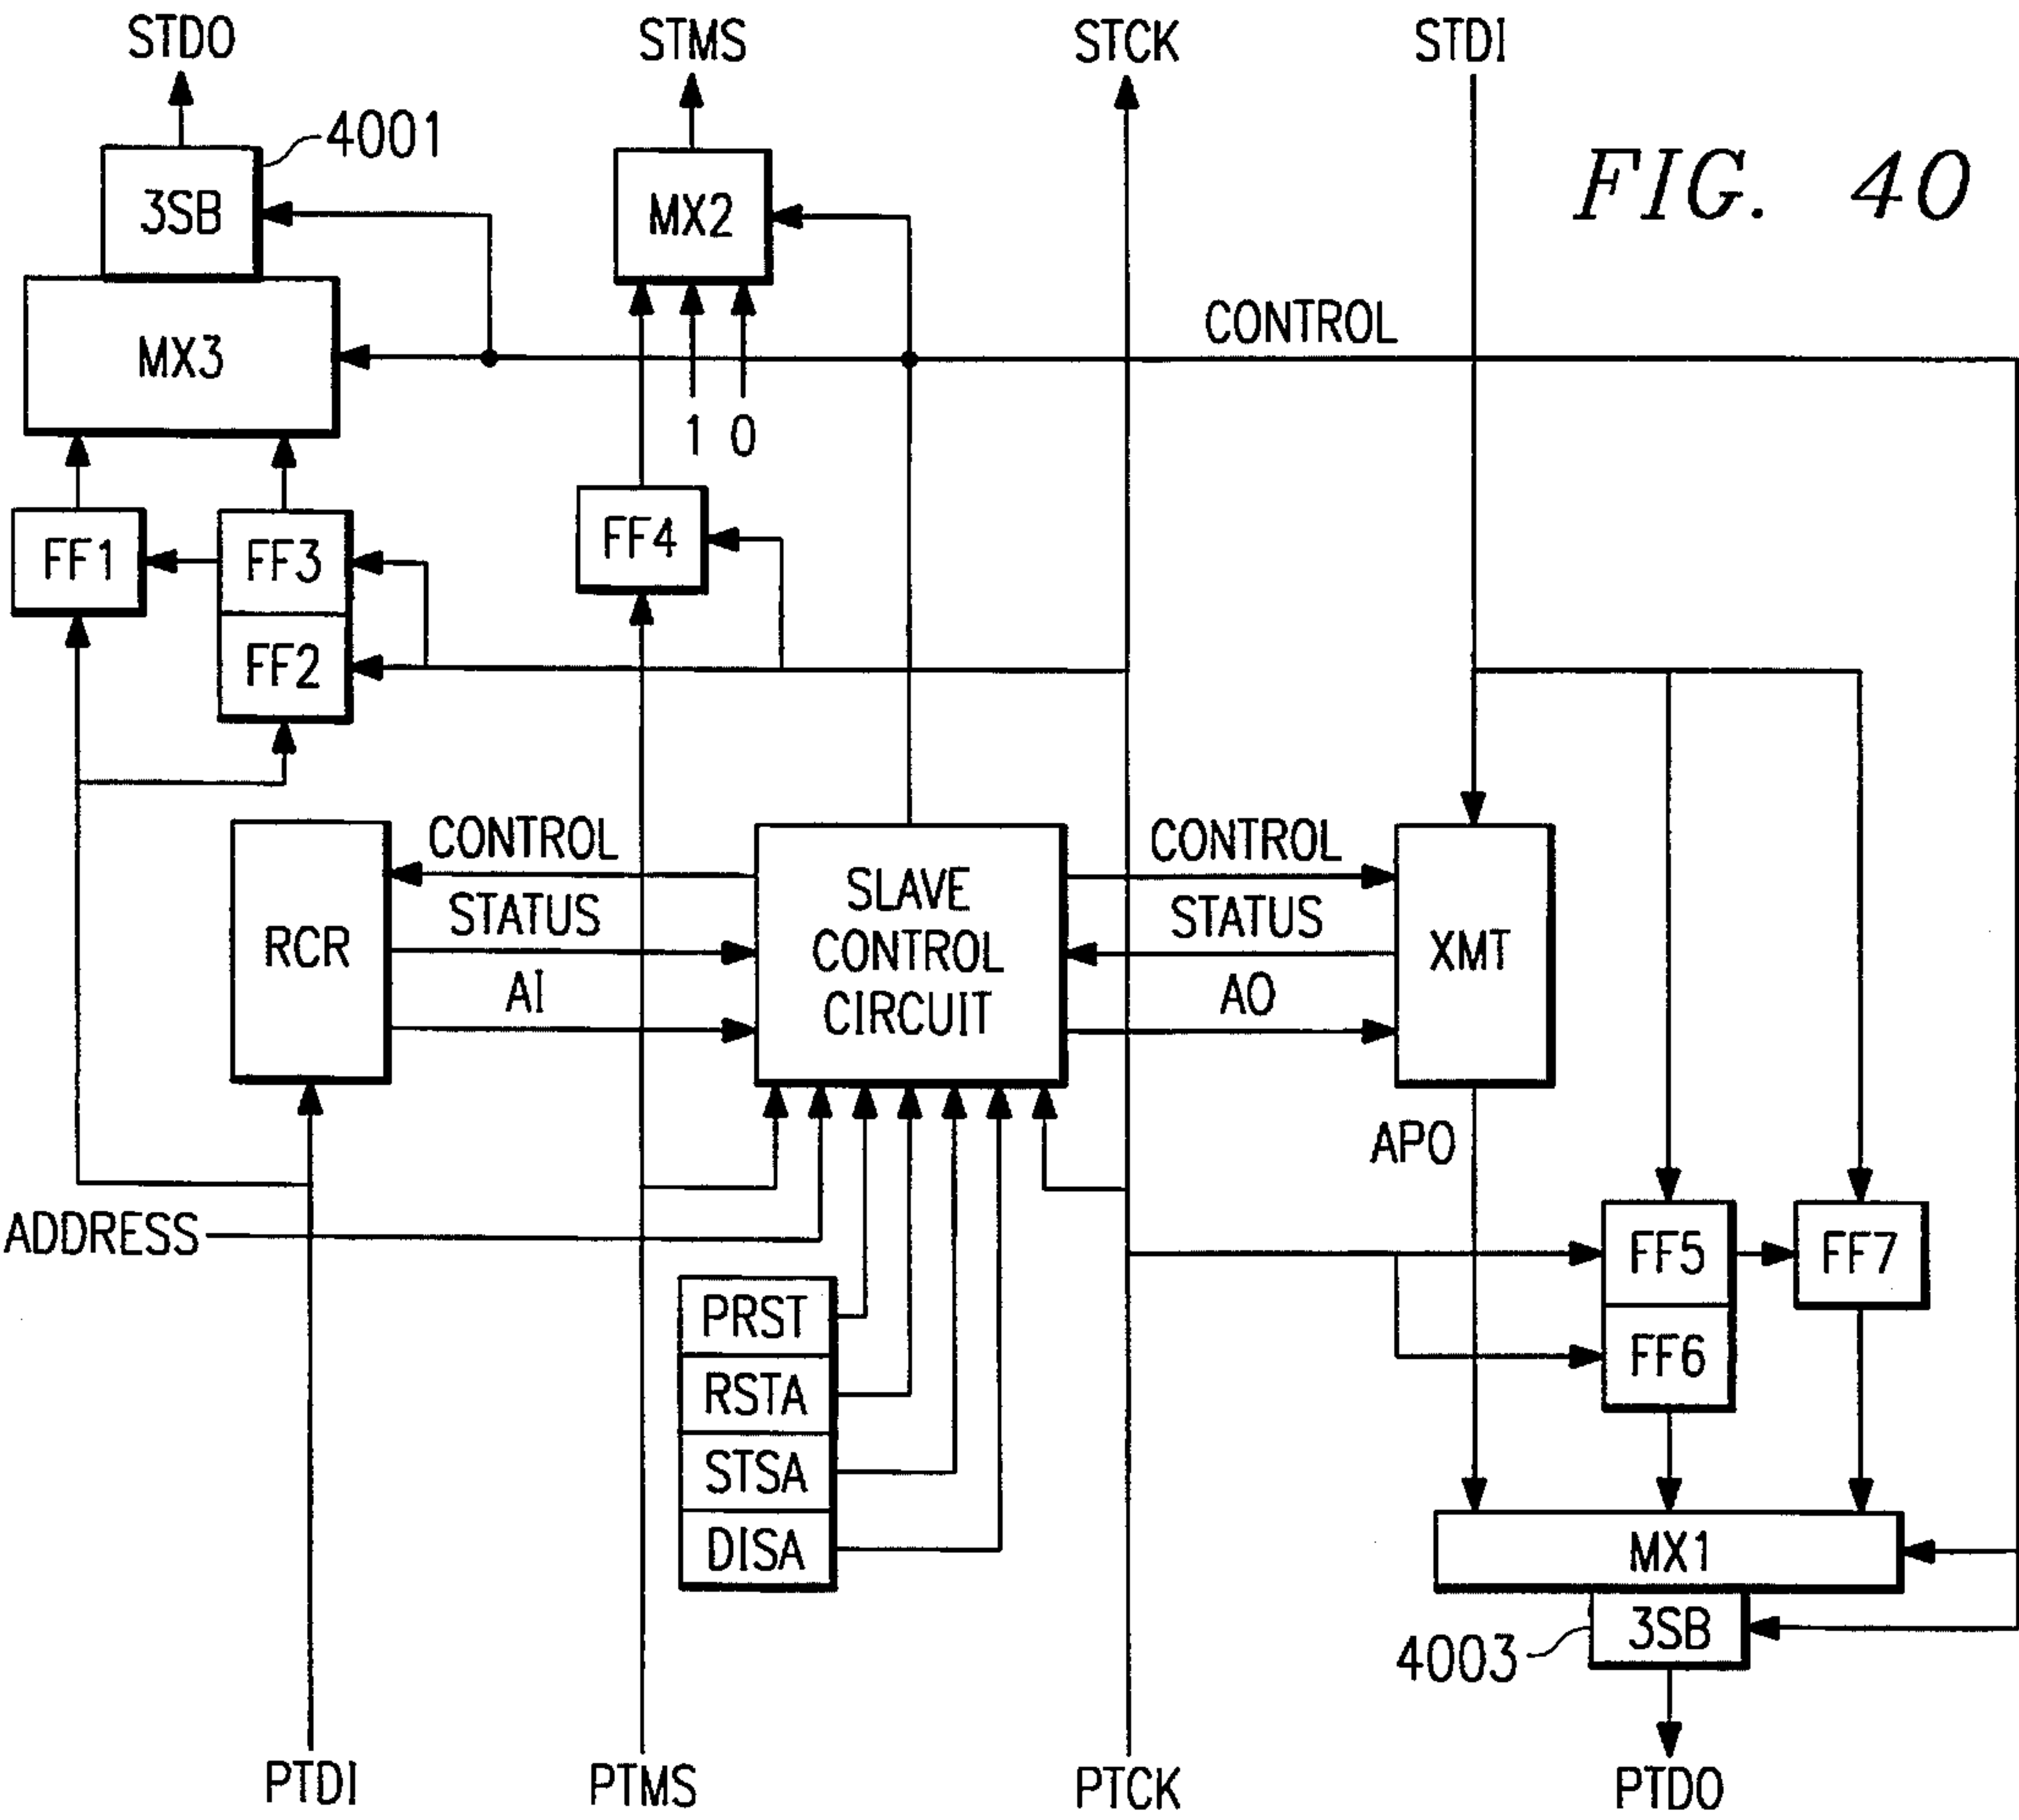 STDO STMS STCK STDI
4001
FIG. 40
3SB
MX2
CONTROL
MX3
1 0
FF1
FF3
FF4
FF2
CONTROL
STATUS
AI
RCR
SLAVE
CONTROL
CIRCUIT
CONTROL
STATUS
AO
XMT
APO
ADDRESS
FF5
FF7
FF6
PRST
RSTA
STSA
DISA
MX1
3SB
4003
PTDI PTMS PTCK PTDO